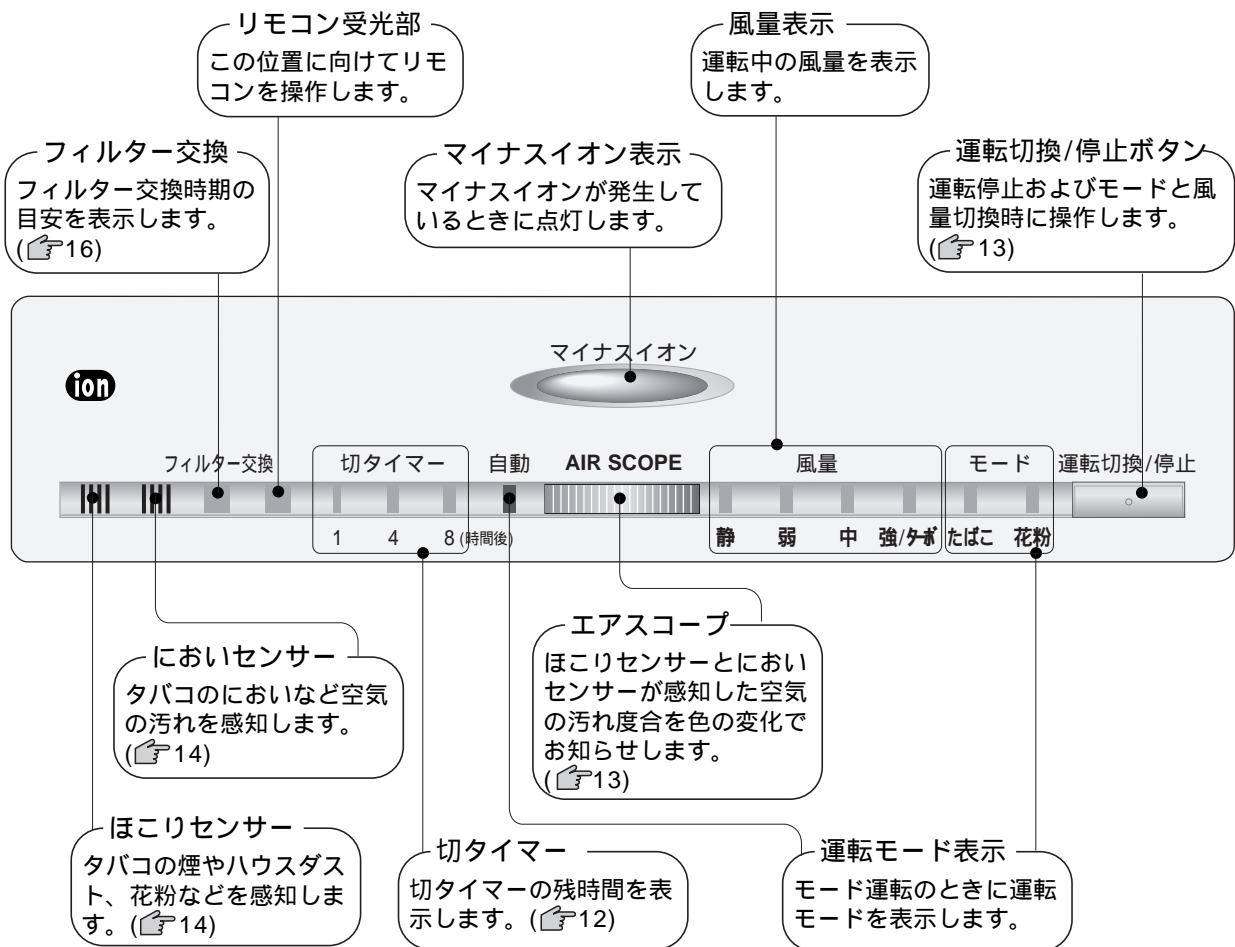 リモコン受光部
この位置に向けてリモ
コンを操作します。
風量表示
運転中の風量を表示
します。
フィルター交換
フィルター交換時期の
目安を表示します。
(☞16)
マイナスイオン表示
マイナスイオンが発生して
いるときに点灯します。
運転切換/停止ボタン
運転停止およびモードと風
量切換時に操作します。
(☞13)
マイナスイオン
ion
フィルター交換 切タイマー 自動 AIR SCOPE 風量 モード 運転切換/停止
1 4 8 (時間後) 静 弱 中 強/ターボ たばこ 花粉
においセンサー
タバコのにおいなど空気
の汚れを感知します。
(☞14)
エアスコープ
ほこりセンサーとにおい
センサーが感知した空気
の汚れ度合を色の変化で
お知らせします。
(☞13)
ほこりセンサー
タバコの煙やハウスダス
ト、花粉などを感知しま
す。(☞14)
切タイマー
切タイマーの残時間を表
示します。(☞12)
運転モード表示
モード運転のときに運転
モードを表示します。